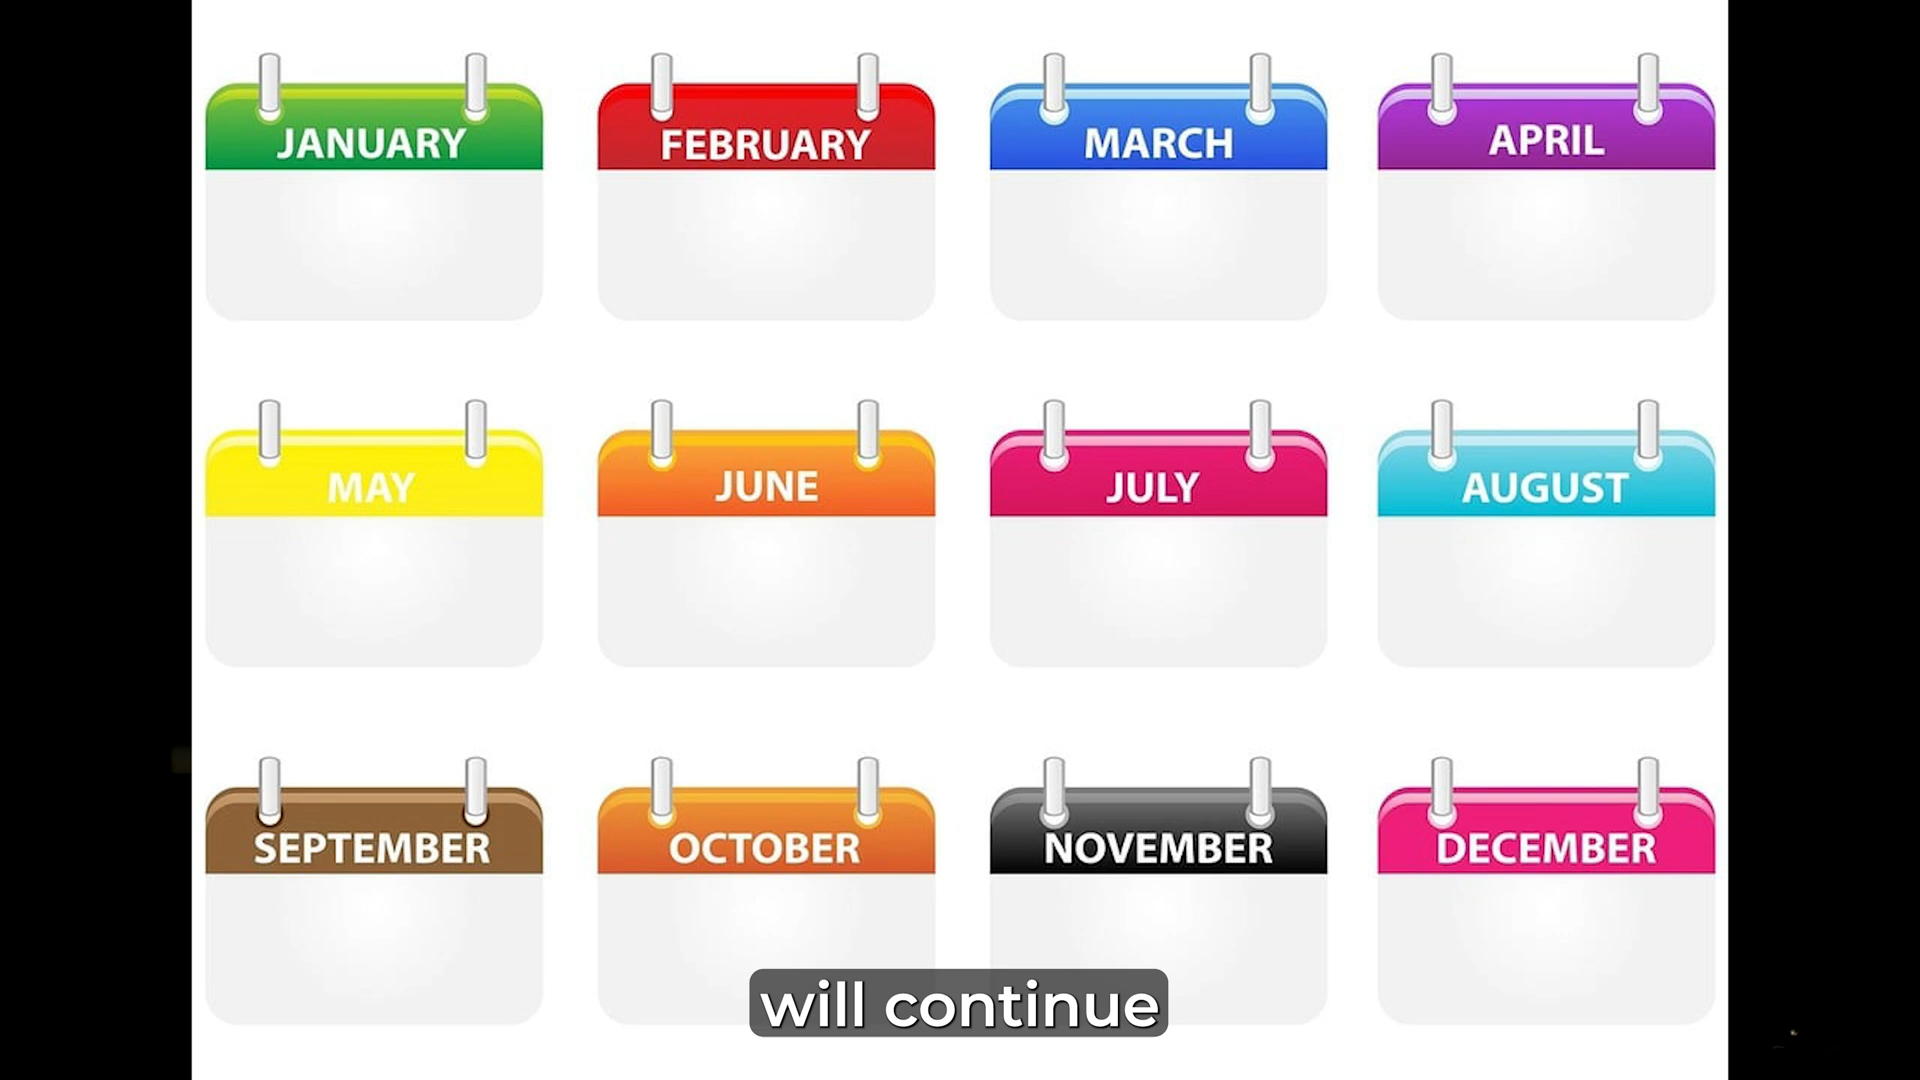 JANUARY
FEBRUARY
MARCH
APRIL
MAY
JUNE
JULY
AUGUST
SEPTEMBER
OCTOBER
NOVEMBER
DECEMBER
will continue